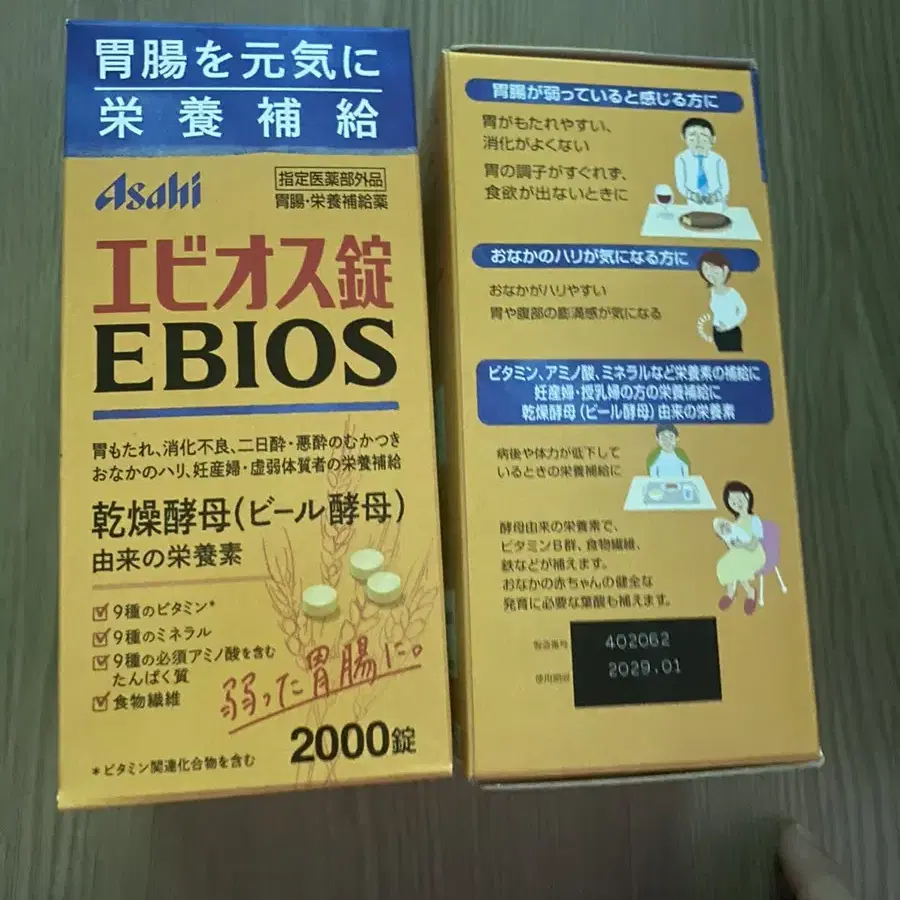 胃腸を元気に
栄養補給
Asahi
指定医薬部外品
胃腸・栄養補給薬
エビオス錠
EBIOS
胃もたれ、消化不良、二日酔・悪酔のむかつき
おなかのハリ、妊産婦・虚弱体質者の栄養補給
乾燥酵母(ビール酵母)
由来の栄養素
9種のビタミン*
9種のミネラル
9種の必須アミノ酸を含む
たんぱく質
食物繊維
弱った胃腸に。
2000錠
*ビタミン関連化合物を含む
胃腸が弱っていると感じる方に
胃がもたれやすい、
消化がよくない
胃の調子がすぐれず、
食欲が出ないときに
おなかのハリが気になる方に
おなかがハリやすい
胃や腹部の膨満感が気になる
ビタミン、アミノ酸、ミネラルなど栄養素の補給に
妊産婦・授乳婦の方の栄養補給に
乾燥酵母(ビール酵母)由来の栄養素
病後や体力が低下して
いるときの栄養補給に
酵母由来の栄養素で、
ビタミンB群、食物繊維、
鉄などが補えます。
おなかの赤ちゃんの健全な
発育に必要な葉酸も補えます。
製造番号 402062
使用期限 2029.01